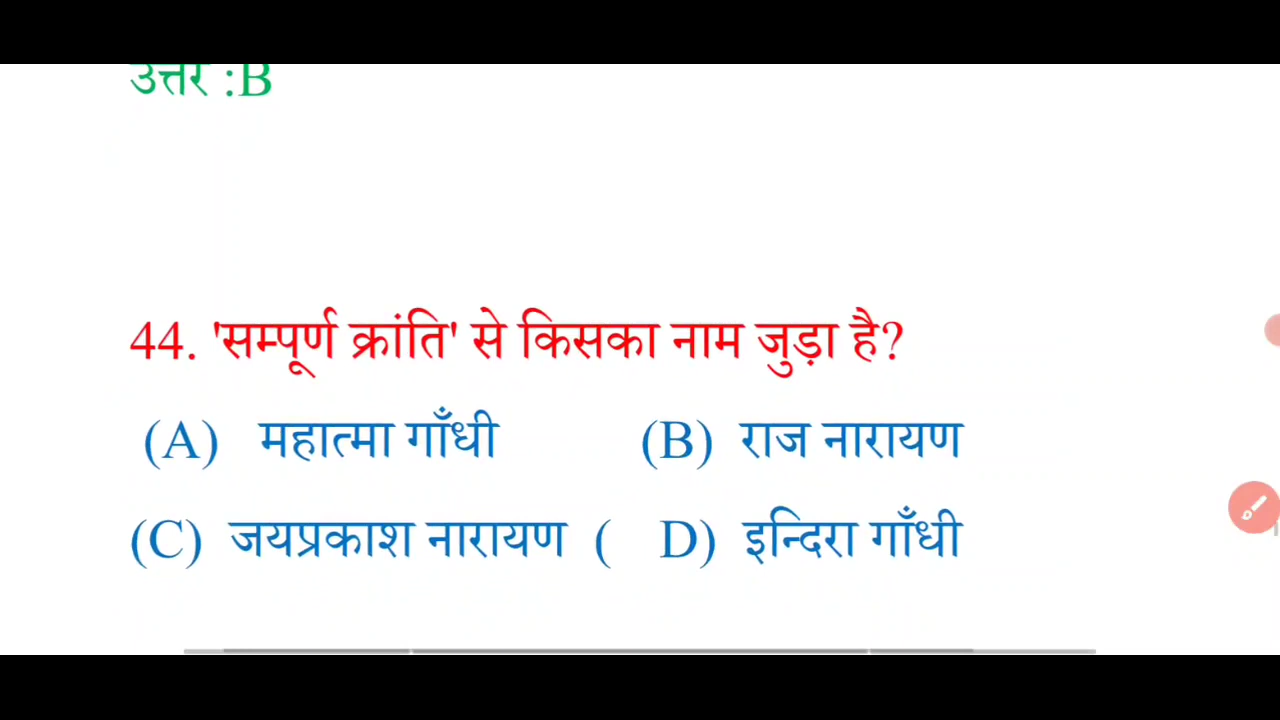 उत्तर :B
44. 'सम्पूर्ण क्रांति' से किसका नाम जुड़ा है?
(A) महात्मा गाँधी (B) राज नारायण
(C) जयप्रकाश नारायण ( D) इन्दिरा गाँधी